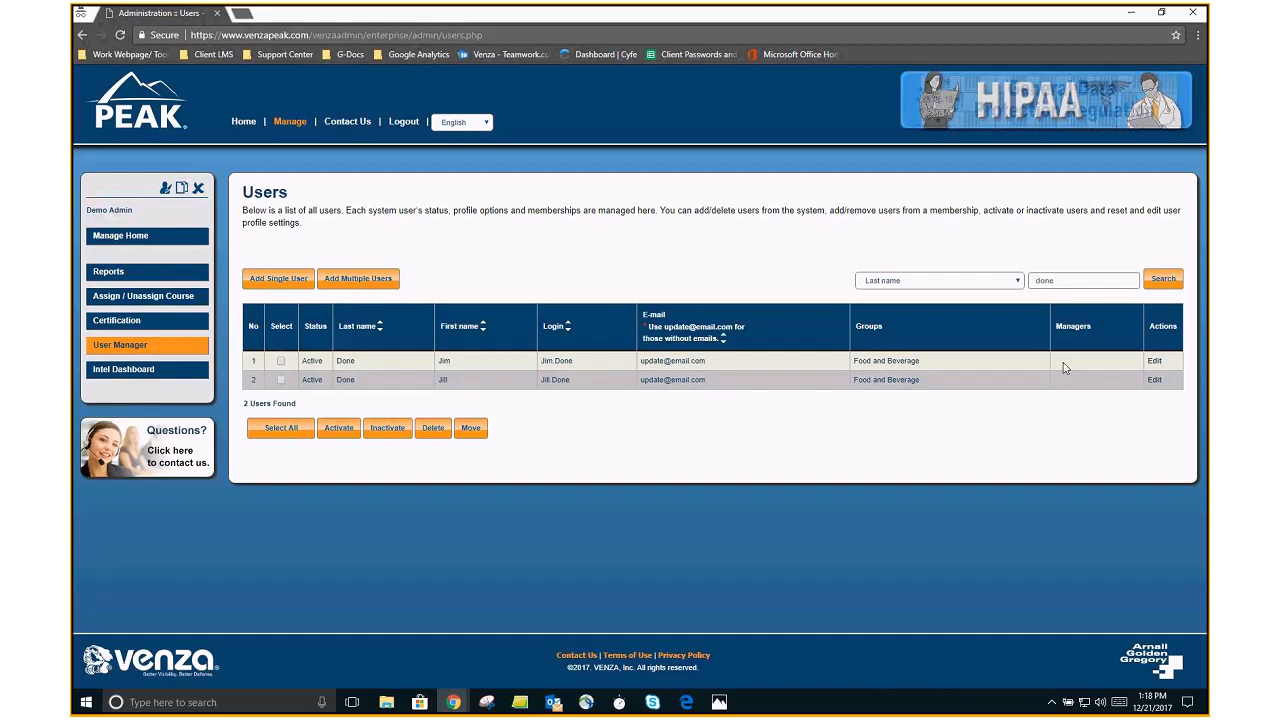 Administration :: Users -
Secure | https://www.venzapeak.com/venzaadmin/enterprise/admin/users.php
Work Webpage/ Too
Client LMS
Support Center
G-Docs
Google Analytics
Venza - Teamwork.co
Dashboard | Cyfe
Client Passwords and
Microsoft Office Hom
PEAK
Home | Manage | Contact Us | Logout
English
HIPAA
Demo Admin
Manage Home
Reports
Assign / Unassign Course
Certification
User Manager
Intel Dashboard
Questions?
Click here
to contact us.
Users
Below is a list of all users. Each system user's status, profile options and memberships are managed here. You can add/delete users from the system, add/remove users from a membership, activate or inactivate users and reset and edit user
profile settings.
Add Single User
Add Multiple Users
Last name
done
Search
No Select Status Last name First name Login E-mail
* Use update@email.com for
those without emails.
Groups Managers Actions
1 Active Done Jim Jim.Done update@email.com Food and Beverage Edit
2 Active Done Jill Jill.Done update@email.com Food and Beverage Edit
2 Users Found
Select All
Activate
Inactivate
Delete
Move
venza
Better Visibility. Better Defense.
Contact Us | Terms of Use | Privacy Policy
©2017. VENZA, Inc. All rights reserved.
Arnall
Golden
Gregory
Type here to search
1:18 PM
12/21/2017